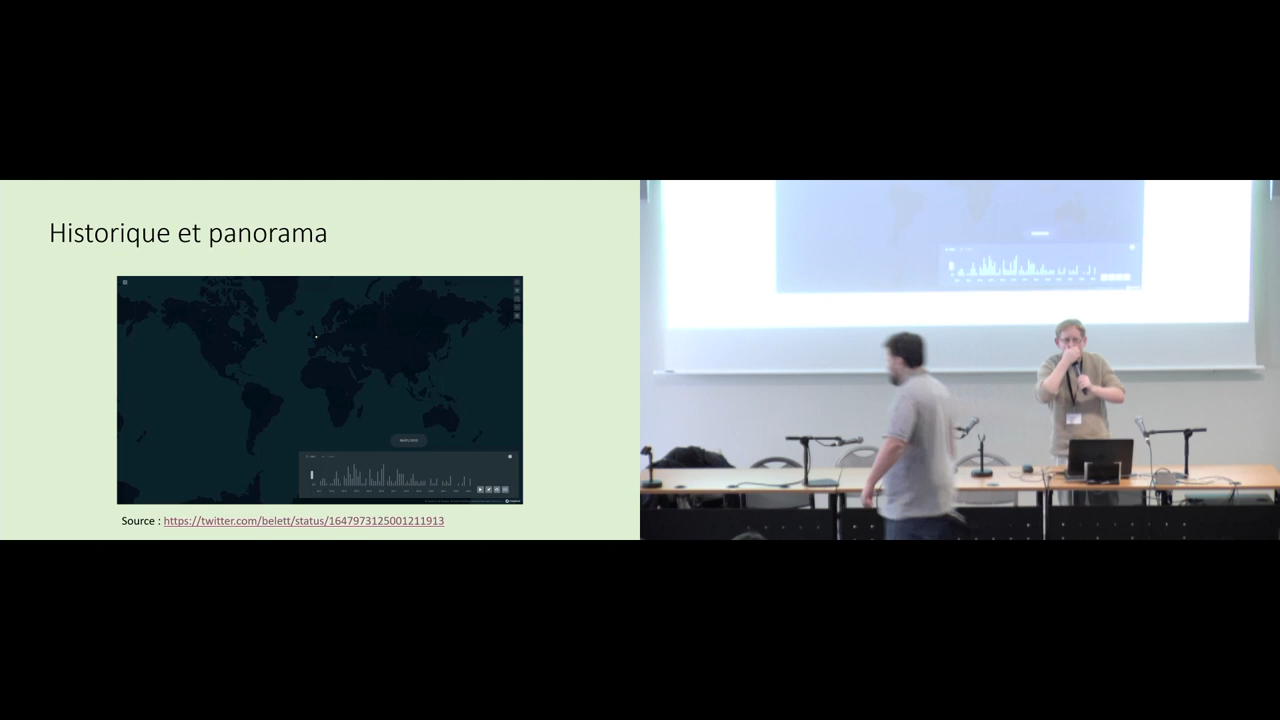 Historique et panorama
Source : https://twitter.com/belett/status/1647973125001211913